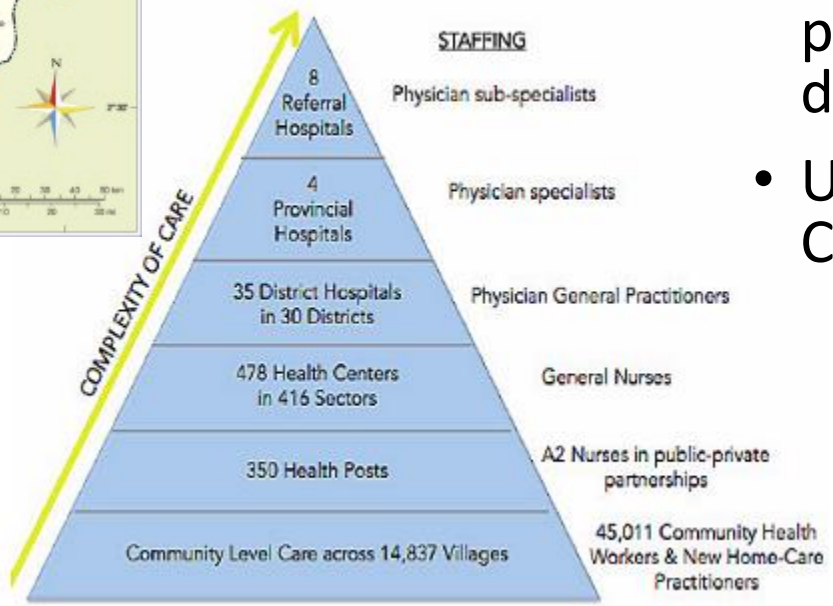 N
STAFFING
8
Referral
Hospitals
Physician sub-specialists
4
Provincial
Hospitals
Physician specialists
35 District Hospitals
in 30 Districts
Physician General Practitioners
478 Health Centers
in 416 Sectors
General Nurses
350 Health Posts
A2 Nurses in public-private
partnerships
Community Level Care across 14,837 Villages
45,011 Community Health
Workers & New Home-Care
Practitioners
COMPLEXITY OF CARE
p
d
• U
C